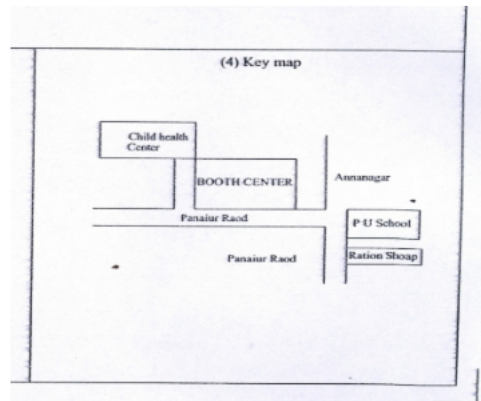 (4) Key map
Child health
Center
BOOTH CENTER
Annanagar
Panaiur Raod
P U School
Panaiur Raod
Ration Shoap